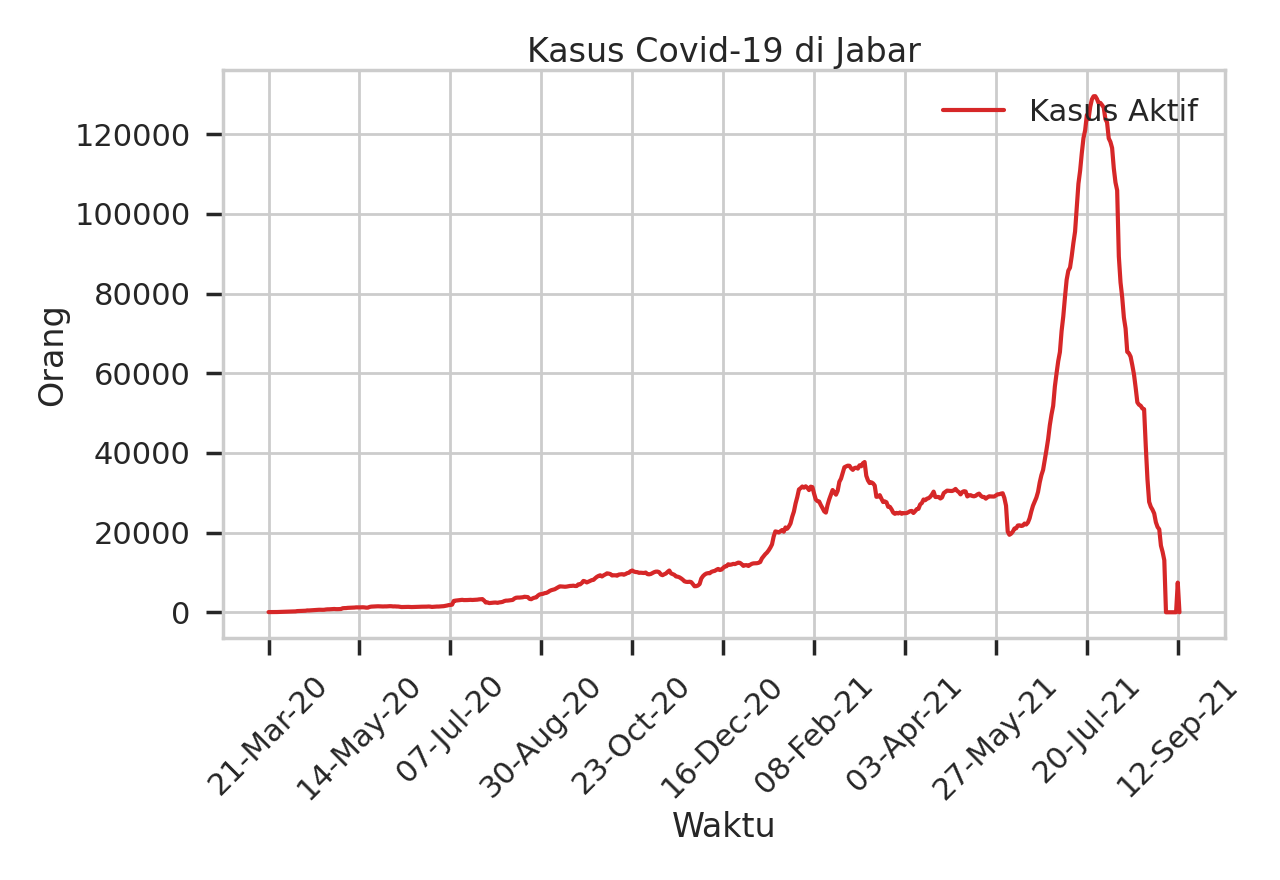 Kasus Covid-19 di Jabar
Kasus Aktif
120000
100000
80000
60000
40000
20000
0
Orang
21-Mar-20
14-May-20
07-Jul-20
30-Aug-20
23-Oct-20
16-Dec-20
08-Feb-21
03-Apr-21
27-May-21
20-Jul-21
12-Sep-21
Waktu